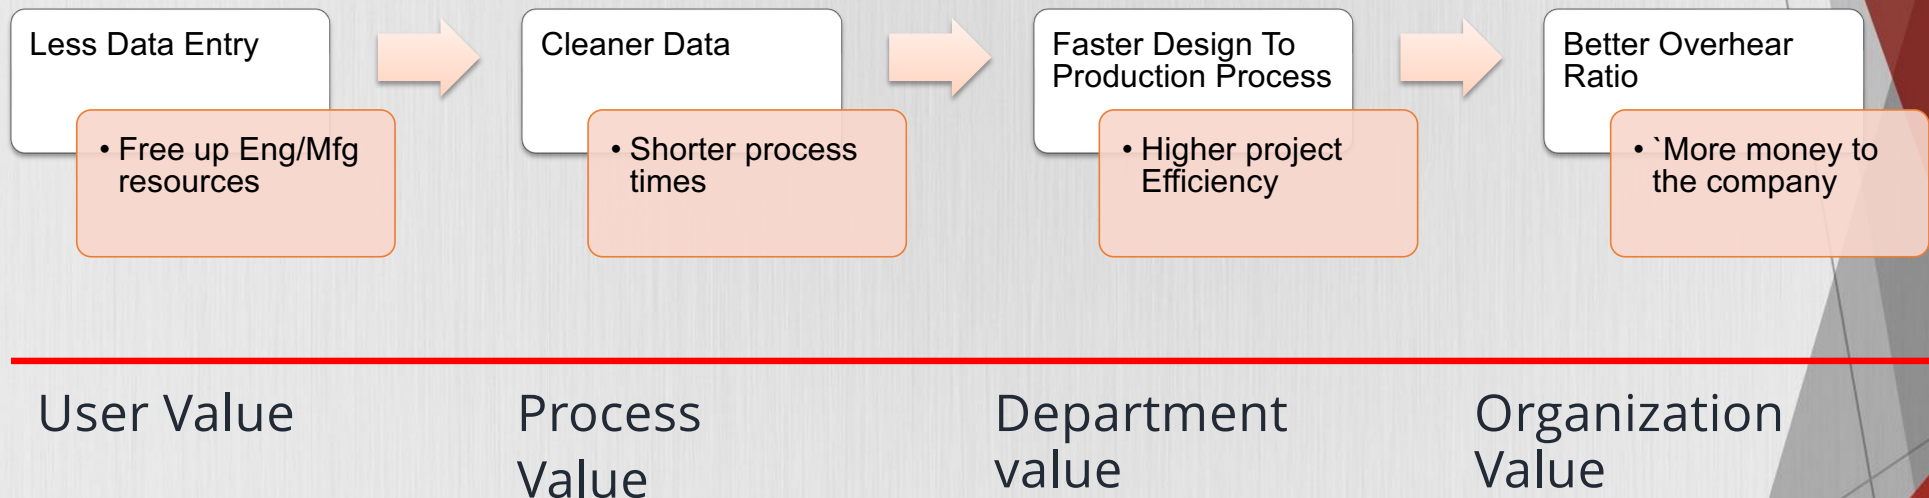 Less Data Entry
• Free up Eng/Mfg
resources
Cleaner Data
• Shorter process
times
Faster Design To
Production Process
• Higher project
Efficiency
Better Overhear
Ratio
• `More money to
the company
User Value
Process
Value
Department
value
Organization
Value